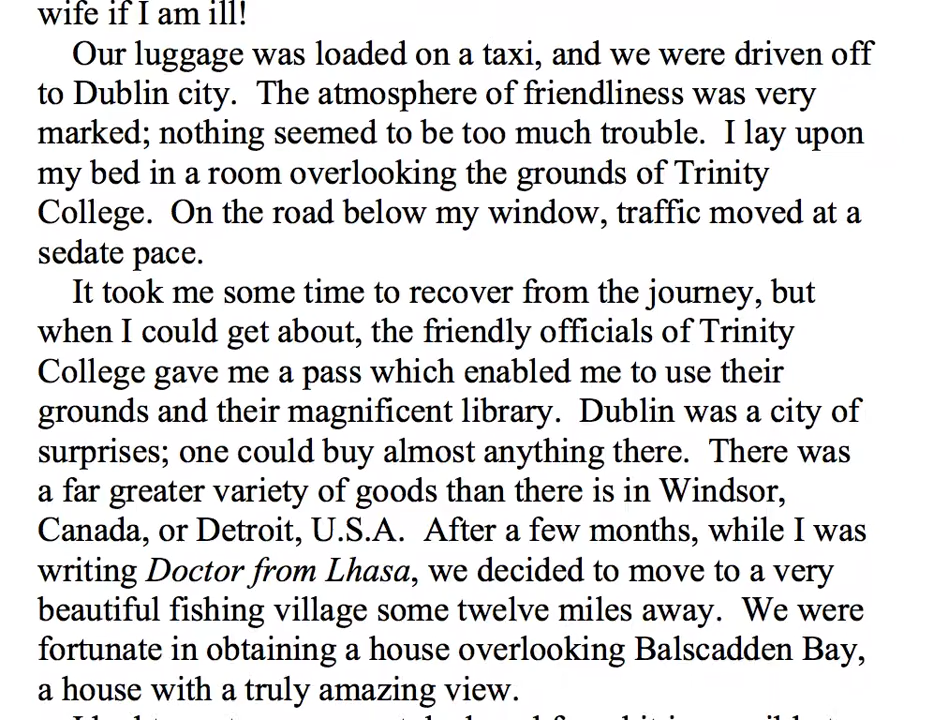 wife if I am ill!
Our luggage was loaded on a taxi, and we were driven off
to Dublin city.  The atmosphere of friendliness was very
marked; nothing seemed to be too much trouble.  I lay upon
my bed in a room overlooking the grounds of Trinity
College.  On the road below my window, traffic moved at a
sedate pace.
It took me some time to recover from the journey, but
when I could get about, the friendly officials of Trinity
College gave me a pass which enabled me to use their
grounds and their magnificent library.  Dublin was a city of
surprises; one could buy almost anything there.  There was
a far greater variety of goods than there is in Windsor,
Canada, or Detroit, U.S.A.  After a few months, while I was
writing Doctor from Lhasa, we decided to move to a very
beautiful fishing village some twelve miles away.  We were
fortunate in obtaining a house overlooking Balscadden Bay,
a house with a truly amazing view.